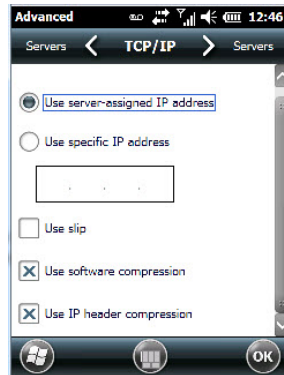 Advanced 12:46
Servers TCP/IP Servers
Use server-assigned IP address
Use specific IP address
. . .
Use slip
Use software compression
Use IP header compression
OK